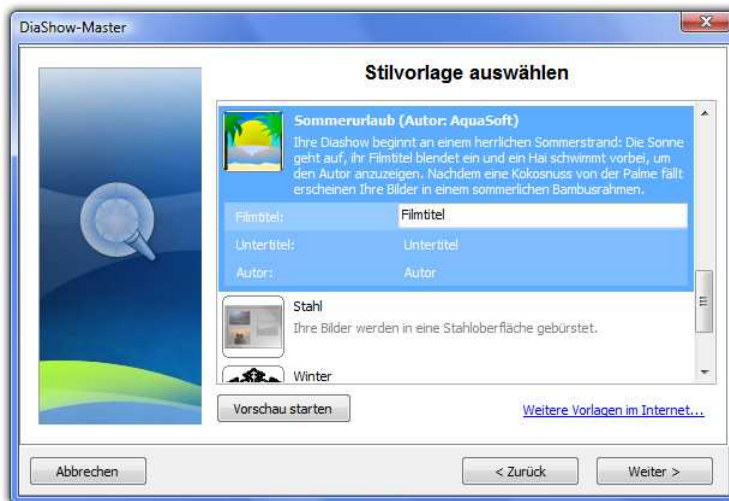 DiaShow-Master
Stilvorlage auswählen
Sommerurlaub (Autor: AquaSoft)
Ihre Diashow beginnt an einem herrlichen Sommerstrand: Die Sonne
geht auf, ihr Filmtitel blendet ein und ein Hai schwimmt vorbei, um
den Autor anzuzeigen. Nachdem eine Kokosnuss von der Palme fällt
erscheinen Ihre Bilder in einem sommerlichen Bambusrahmen.
Filmtitel: Filmtitel
Untertitel: Untertitel
Autor: Autor
Stahl
Ihre Bilder werden in eine Stahloberfläche gebürstet.
Winter
Vorschau starten
Weitere Vorlagen im Internet...
Abbrechen
< Zurück
Weiter >